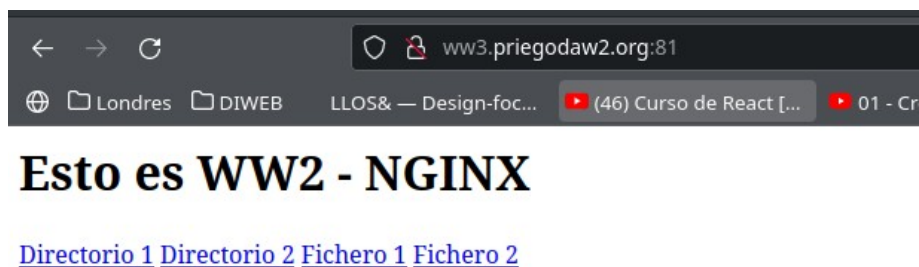 ww3.priegodaw2.org:81
Londres DIWEB LLOS& — Design-foc... (46) Curso de React [... 01 - Cr
Esto es WW2 - NGINX
Directorio 1 Directorio 2 Fichero 1 Fichero 2